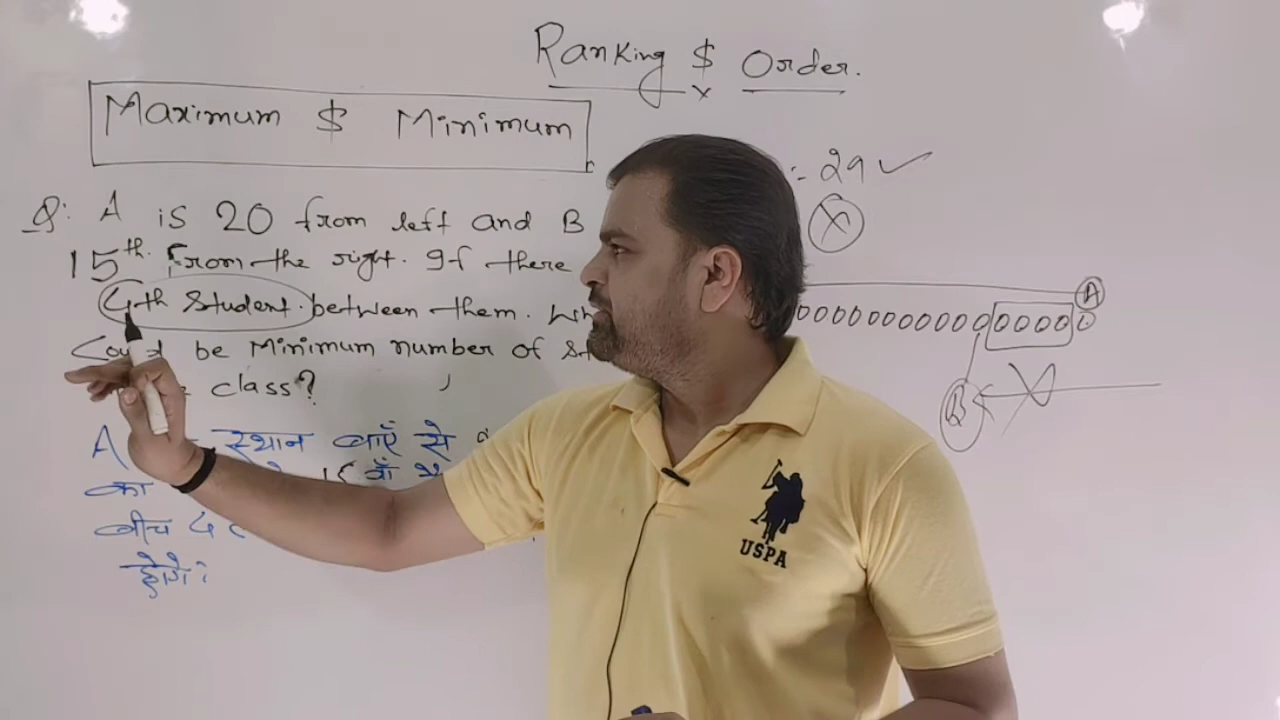 Ranking $ Order.
Maximum $ Minimum
:- 29 ✓
Q: A is 20 from left and B
15th from the right. If there
4th Student. between them.
be Minimum number of
class?
A स्थान बाएँ से
का 15 वाँ
बीच 4
होंगे:
A
B
USPA